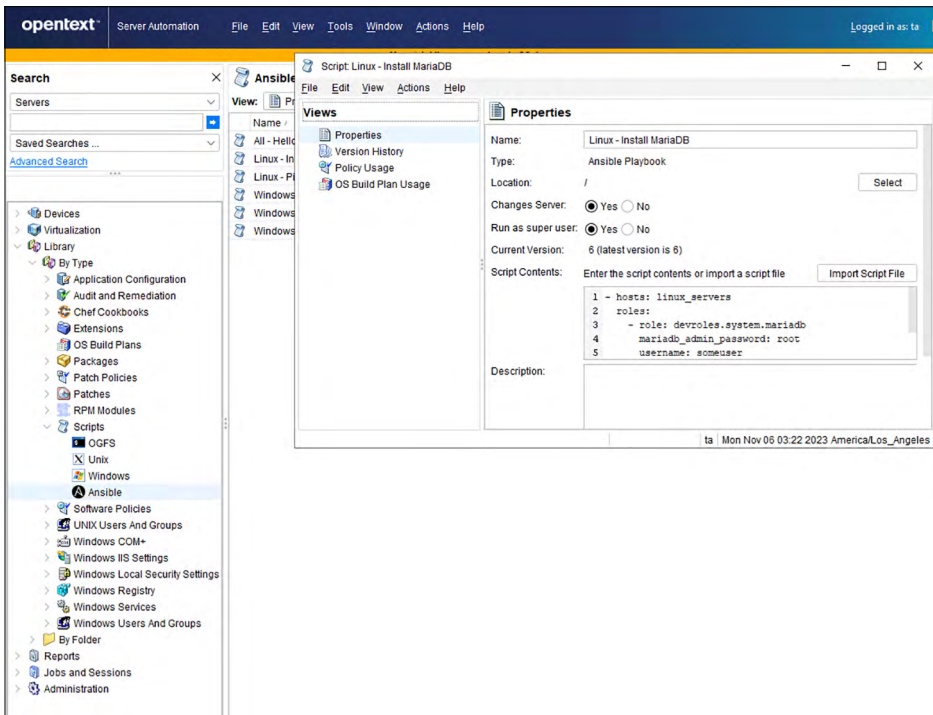 opentext™ Server Automation File Edit View Tools Window Actions Help Logged in as: ta
Search
Servers
Saved Searches ...
Advanced Search
Devices
Virtualization
Library
By Type
Application Configuration
Audit and Remediation
Chef Cookbooks
Extensions
OS Build Plans
Packages
Patch Policies
Patches
RPM Modules
Scripts
OGFS
Unix
Windows
Ansible
Software Policies
UNIX Users And Groups
Windows COM+
Windows IIS Settings
Windows Local Security Settings
Windows Registry
Windows Services
Windows Users And Groups
By Folder
Reports
Jobs and Sessions
Administration
Ansible
View: Pr
Name
All - Hello
Linux - In
Linux - Pi
Windows
Windows
Windows
Script: Linux - Install MariaDB
File Edit View Actions Help
Views
Properties
Version History
Policy Usage
OS Build Plan Usage
Properties
Name: Linux - Install MariaDB
Type: Ansible Playbook
Location: / Select
Changes Server: Yes No
Run as super user: Yes No
Current Version: 6 (latest version is 6)
Script Contents: Enter the script contents or import a script file Import Script File
1 - hosts: linux_servers
2 roles:
3 - role: devroles.system.mariadb
4 mariadb_admin_password: root
5 username: someuser
Description:
ta Mon Nov 06 03:22 2023 America/Los_Angeles